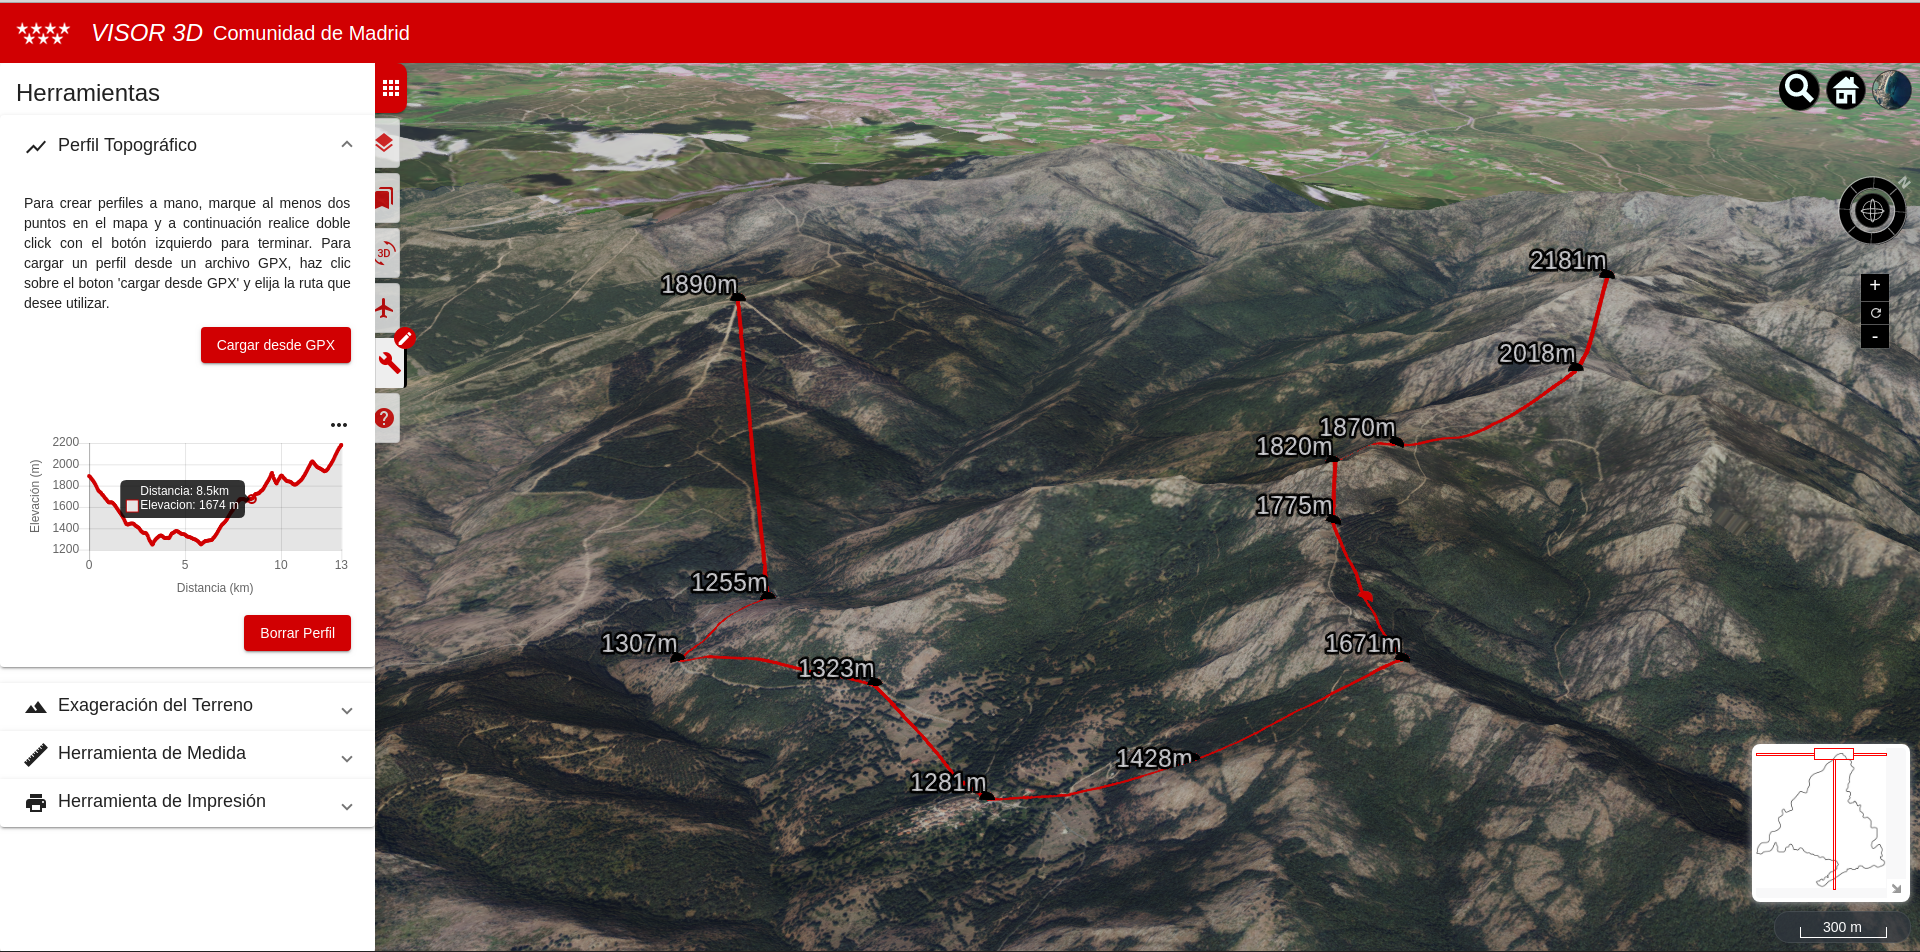 VISOR 3D Comunidad de Madrid
Herramientas
Perfil Topográfico
Para crear perfiles a mano, marque al menos dos
puntos en el mapa y a continuación realice doble
click con el botón izquierdo para terminar. Para
cargar un perfil desde un archivo GPX, haz clic
sobre el boton 'cargar desde GPX' y elija la ruta que
desee utilizar.
Cargar desde GPX
2200
2000
1800
1600
1400
1200
Elevación (m)
Distancia: 8.5km
Elevacion: 1674 m
0 5 10 13
Distancia (km)
Borrar Perfil
Exageración del Terreno
Herramienta de Medida
Herramienta de Impresión
3D
?
1890m
2181m
2018m
1870m
1820m
1775m
1255m
1307m
1323m
1671m
1428m
1281m
N
+
-
300 m